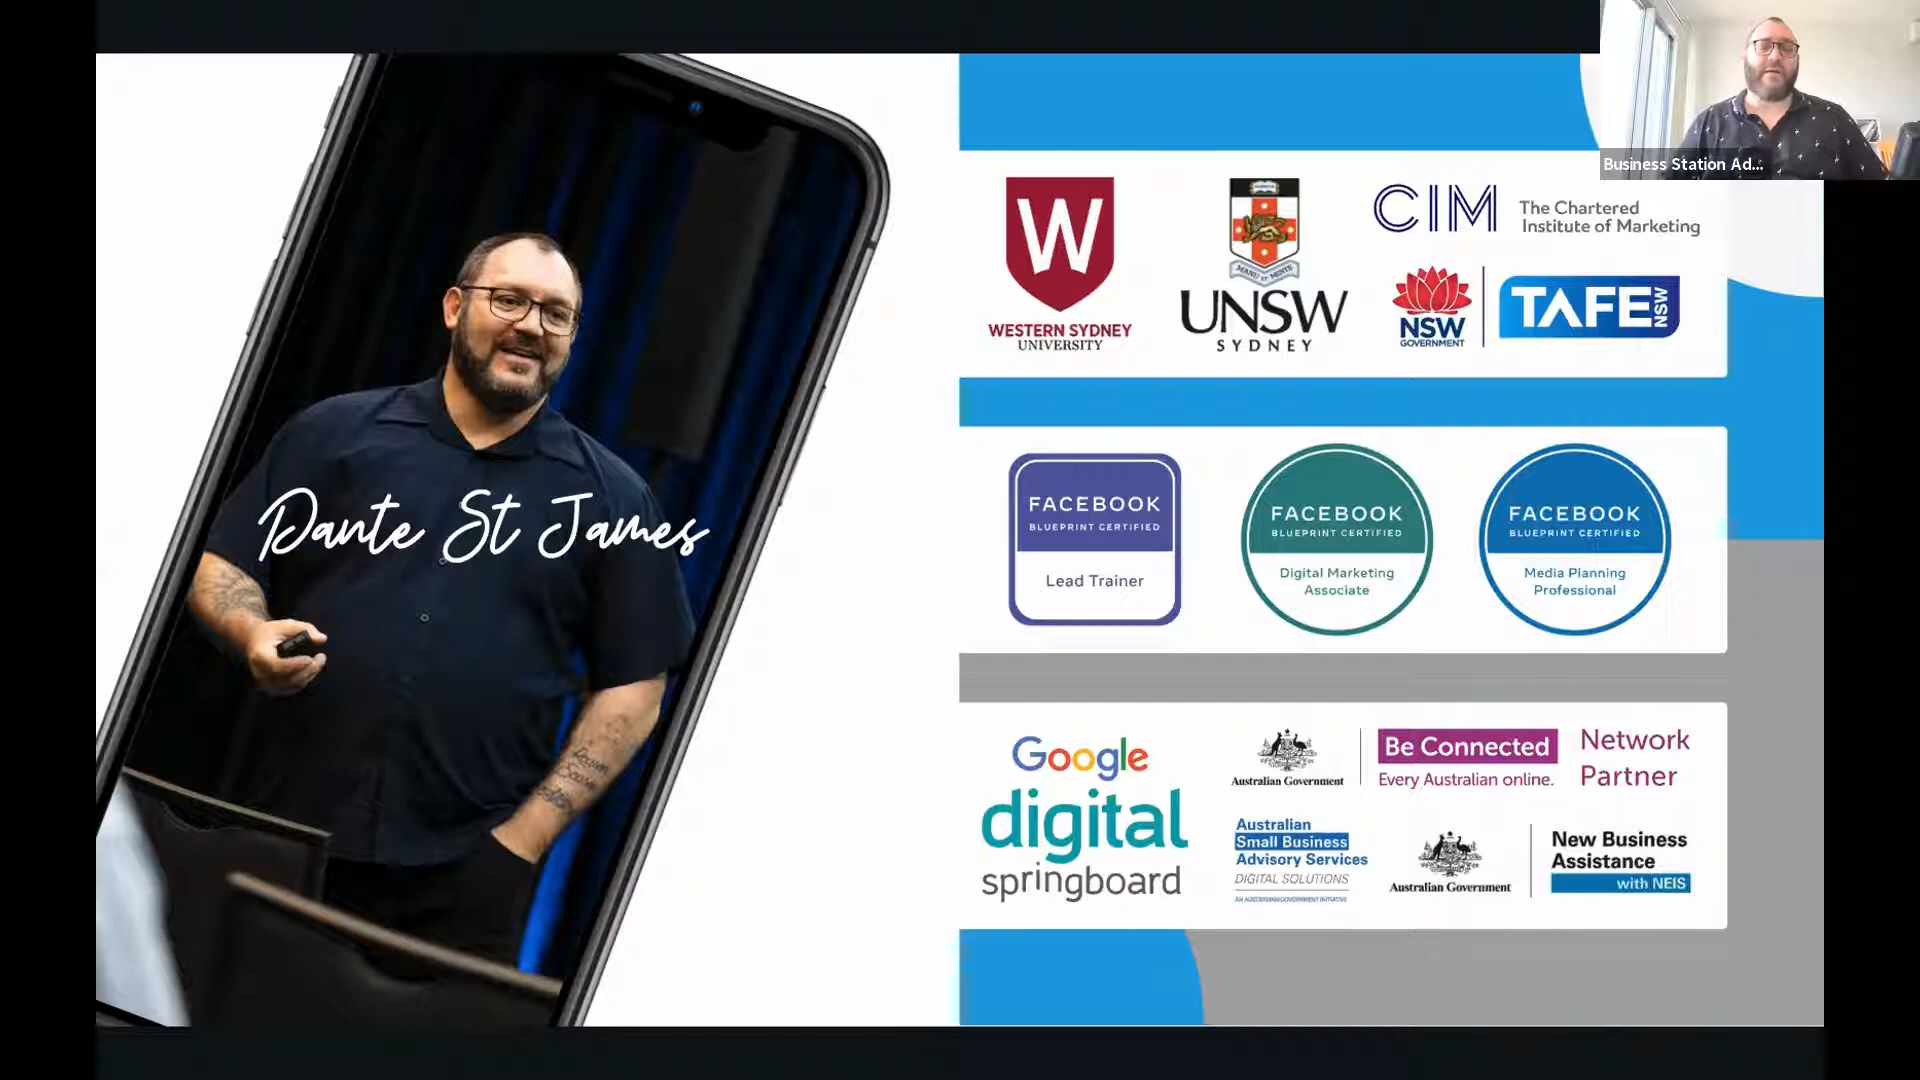 Business Station Ad...
Dante St James
W
WESTERN SYDNEY
UNIVERSITY
MANU ET MENTE
UNSW
SYDNEY
CIM
The Chartered
Institute of Marketing
NSW
GOVERNMENT
TAFE
NSW
FACEBOOK
BLUEPRINT CERTIFIED
Lead Trainer
FACEBOOK
BLUEPRINT CERTIFIED
Digital Marketing
Associate
FACEBOOK
BLUEPRINT CERTIFIED
Media Planning
Professional
Google
digital
springboard
Australian Government
Be Connected
Every Australian online.
Network
Partner
Australian
Small Business
Advisory Services
DIGITAL SOLUTIONS
AN AUSTRALIAN GOVERNMENT INITIATIVE
Australian Government
New Business
Assistance
with NEIS